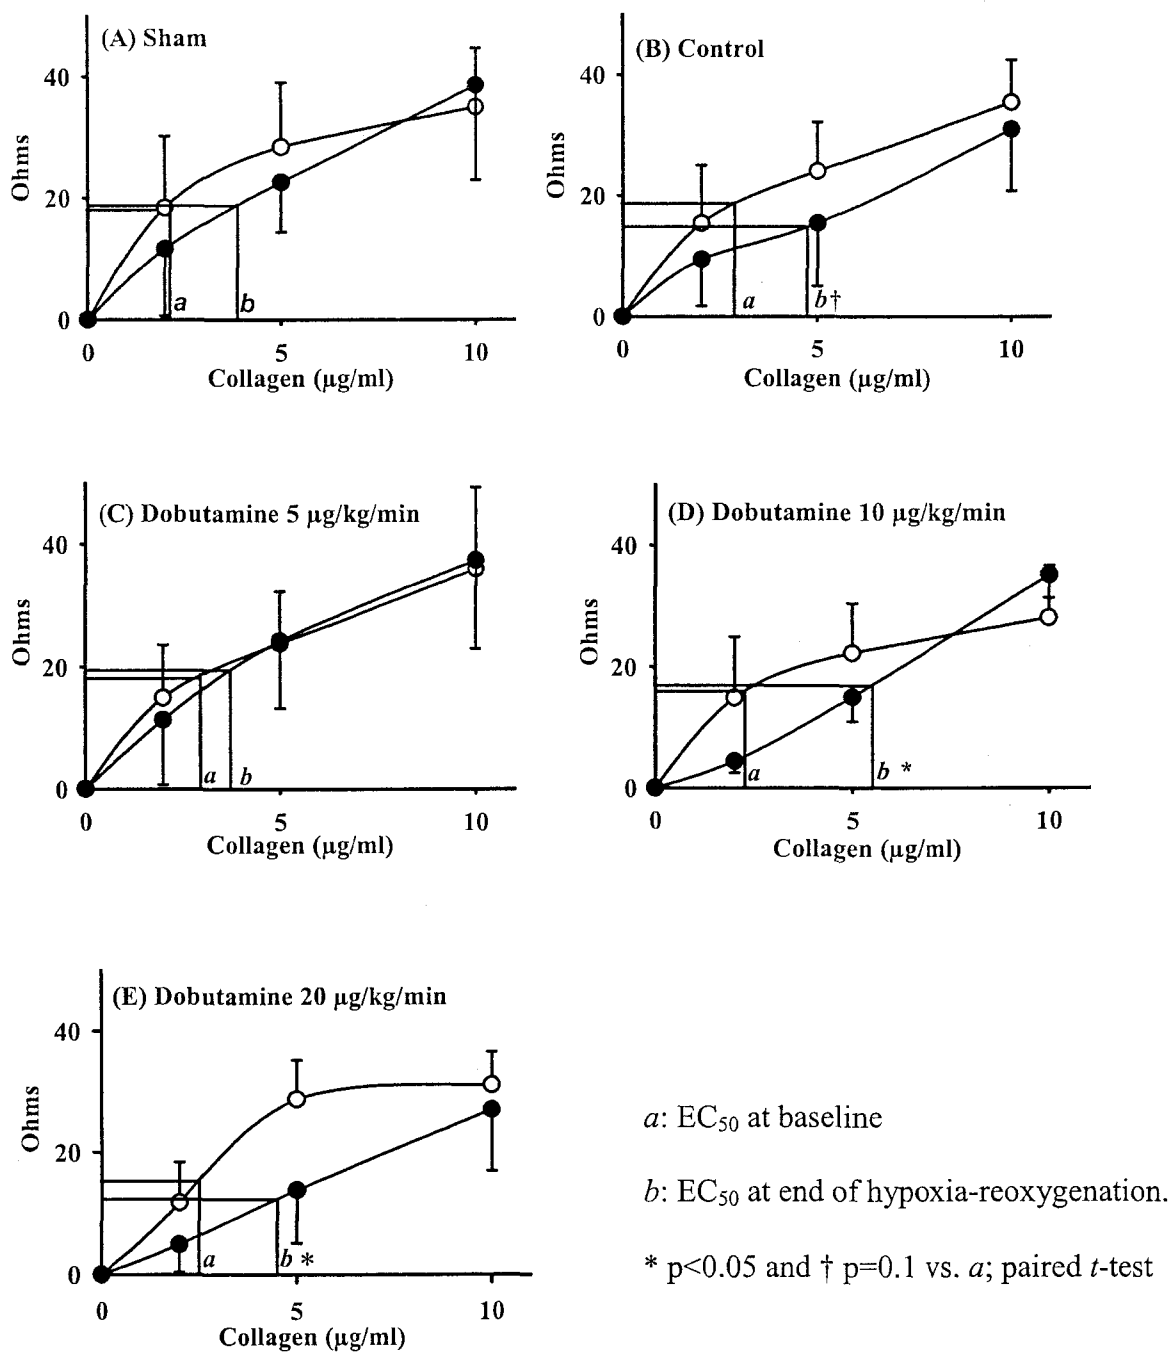 (A) Sham
40
20
0
Ohms
a
b
0
5
10
Collagen (µg/ml)
(B) Control
40
20
0
Ohms
a
b†
0
5
10
Collagen (µg/ml)
(C) Dobutamine 5 µg/kg/min
40
20
0
Ohms
a
b
0
5
10
Collagen (µg/ml)
(D) Dobutamine 10 µg/kg/min
40
20
0
Ohms
a
b *
0
5
10
Collagen (µg/ml)
(E) Dobutamine 20 µg/kg/min
40
20
0
Ohms
a
b *
0
5
10
Collagen (µg/ml)
a: EC50 at baseline
b: EC50 at end of hypoxia-reoxygenation.
* p<0.05 and † p=0.1 vs. a; paired t-test